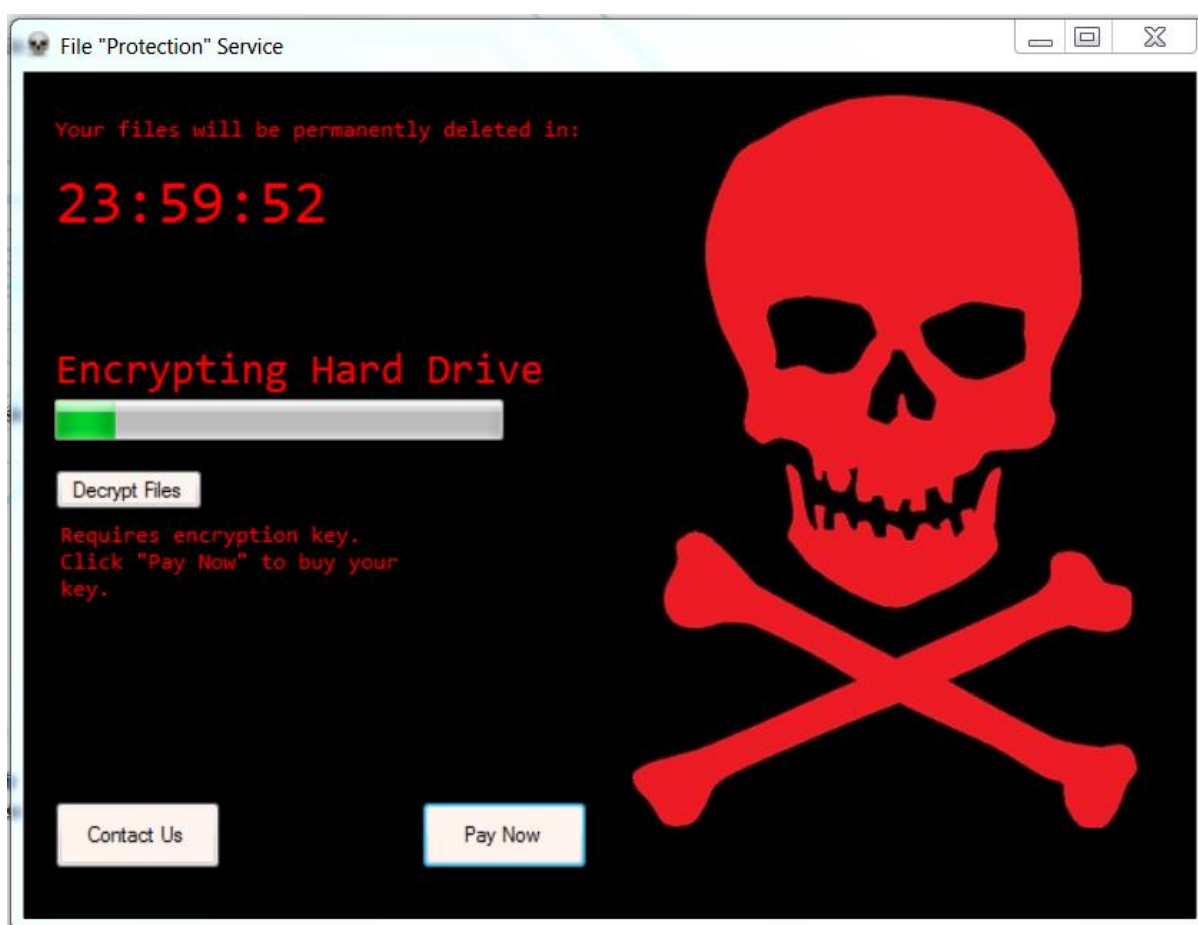 File "Protection" Service
Your files will be permanently deleted in:
23:59:52
Encrypting Hard Drive
Decrypt Files
Requires encryption key.
Click "Pay Now" to buy your
key.
Contact Us
Pay Now